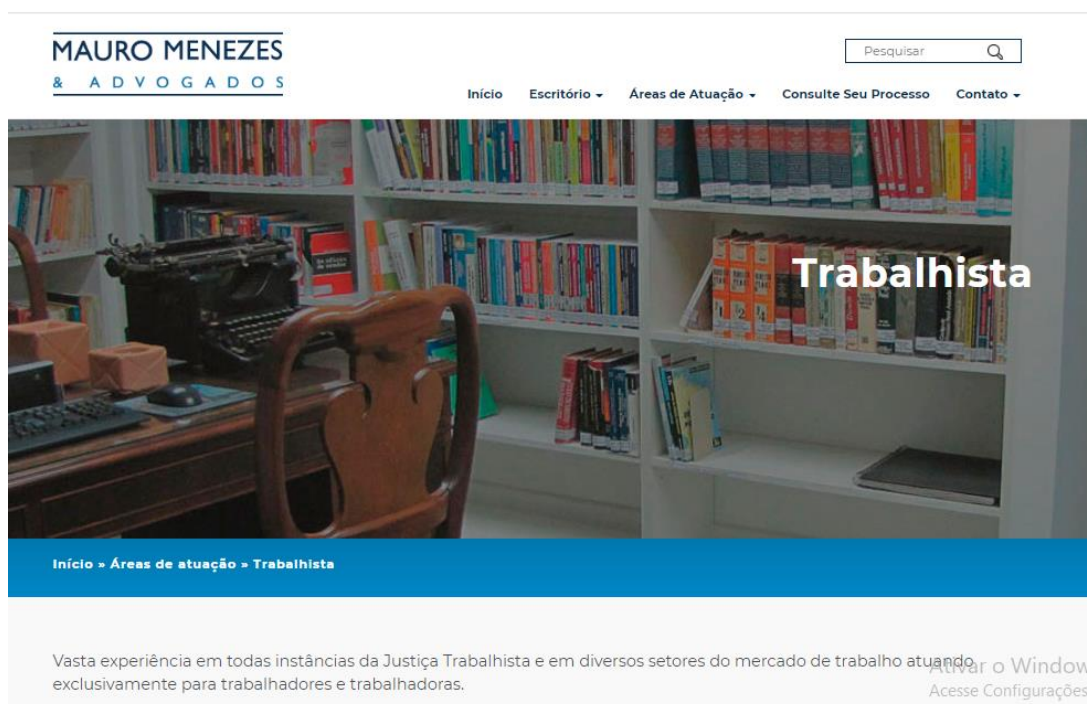 MAURO MENEZES
& ADVOGADOS
Pesquisar
Início Escritório Áreas de Atuação Consulte Seu Processo Contato
Trabalhista
Início » Áreas de atuação » Trabalhista
Vasta experiência em todas instâncias da Justiça Trabalhista e em diversos setores do mercado de trabalho atuando
exclusivamente para trabalhadores e trabalhadoras.
Ativar o Window
Acesse Configurações